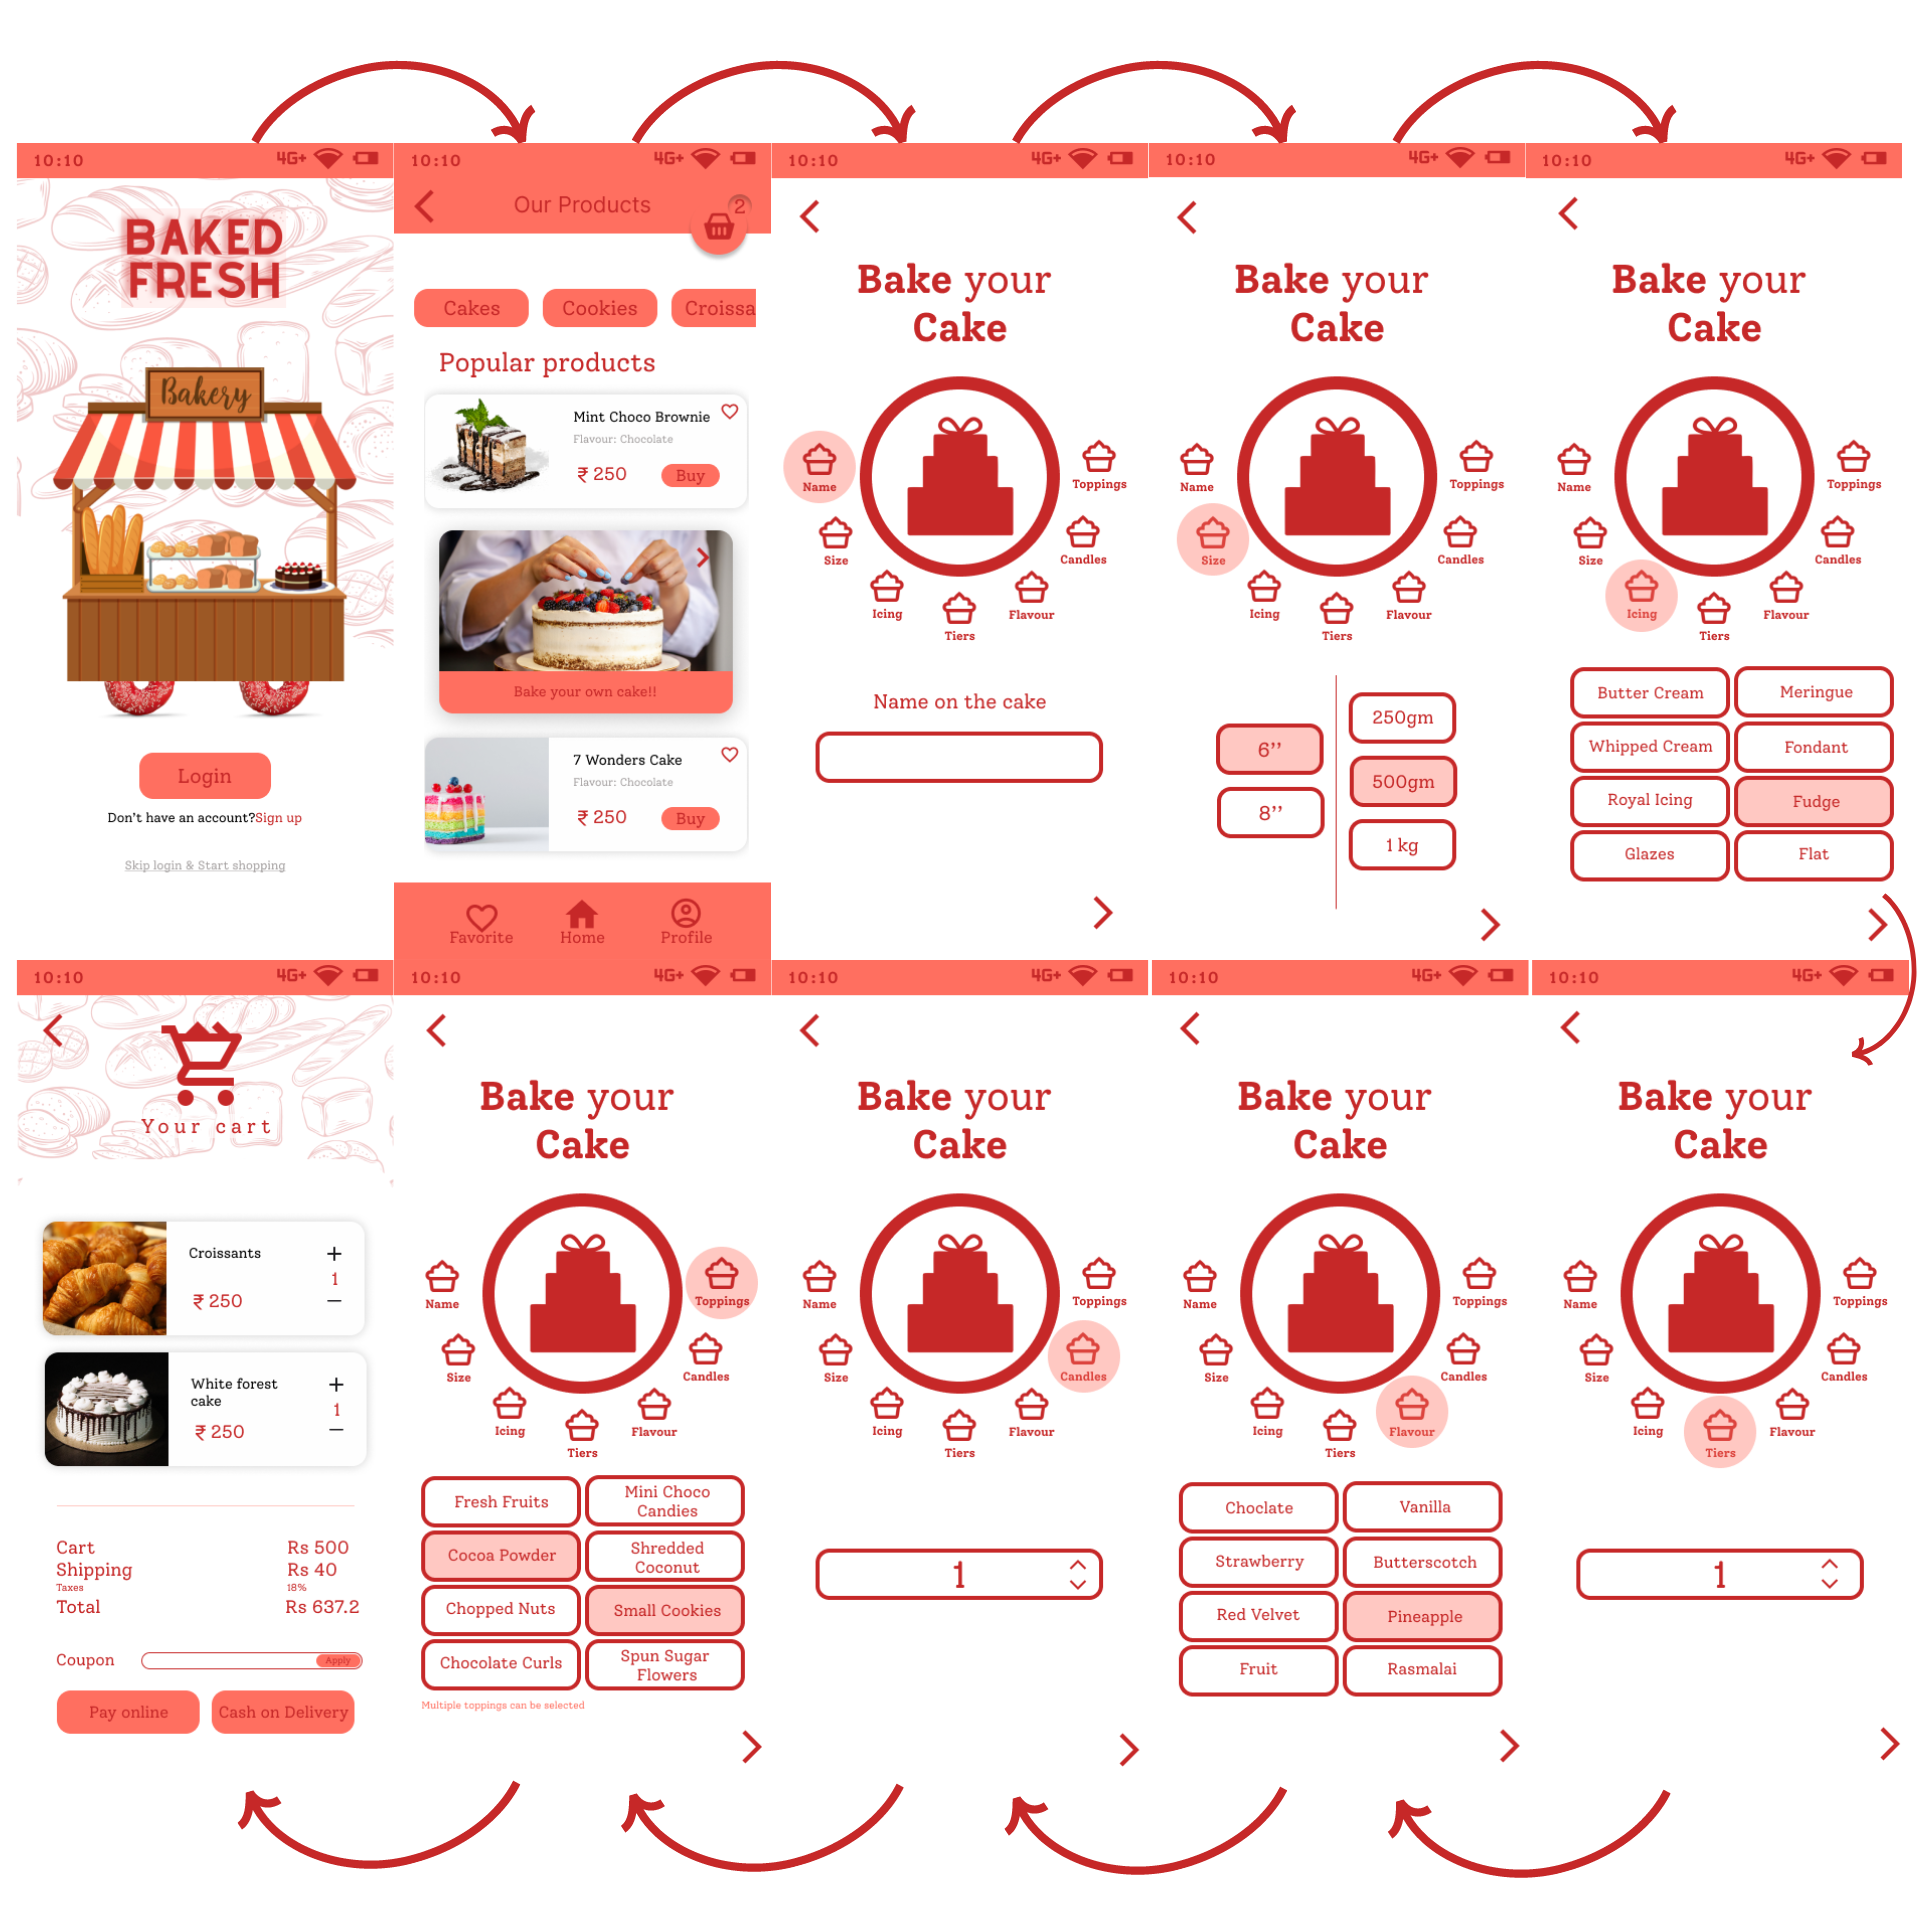 10:10
4G+
BAKED
FRESH
Bakery
Login
Don't have an account?Sign up
Skip login & Start shopping
10:10
4G+
Our Products
2
Cakes
Cookies
Croissa
Popular products
Mint Choco Brownie
Flavour: Chocolate
₹ 250
Buy
Bake your own cake!!
7 Wonders Cake
Flavour: Chocolate
₹ 250
Buy
Favorite
Home
Profile
10:10
4G+
Bake your
Cake
Name
Size
Icing
Tiers
Flavour
Candles
Toppings
Name on the cake
10:10
4G+
Bake your
Cake
Name
Size
Icing
Tiers
Flavour
Candles
Toppings
6’’
8’’
250gm
500gm
1 kg
10:10
4G+
Bake your
Cake
Name
Size
Icing
Tiers
Flavour
Candles
Toppings
Butter Cream
Meringue
Whipped Cream
Fondant
Royal Icing
Fudge
Glazes
Flat
10:10
4G+
Bake your
Cake
Name
Size
Icing
Tiers
Flavour
Candles
Toppings
1
10:10
4G+
Bake your
Cake
Name
Size
Icing
Tiers
Flavour
Candles
Toppings
Choclate
Vanilla
Strawberry
Butterscotch
Red Velvet
Pineapple
Fruit
Rasmalai
10:10
4G+
Bake your
Cake
Name
Size
Icing
Tiers
Flavour
Candles
Toppings
1
10:10
4G+
Bake your
Cake
Name
Size
Icing
Tiers
Flavour
Candles
Toppings
Fresh Fruits
Mini Choco
Candies
Cocoa Powder
Shredded
Coconut
Chopped Nuts
Small Cookies
Chocolate Curls
Spun Sugar
Flowers
Multiple toppings can be selected
10:10
4G+
Your cart
Croissants
₹ 250
+
1
−
White forest
cake
₹ 250
+
1
−
Cart Rs 500
Shipping Rs 40
Taxes 18%
Total Rs 637.2
Coupon
Apply
Pay online
Cash on Delivery